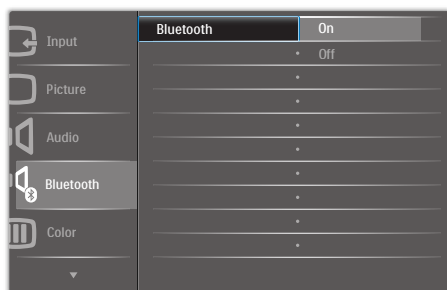 Input
Picture
Audio
Bluetooth
Color
Bluetooth On
Off